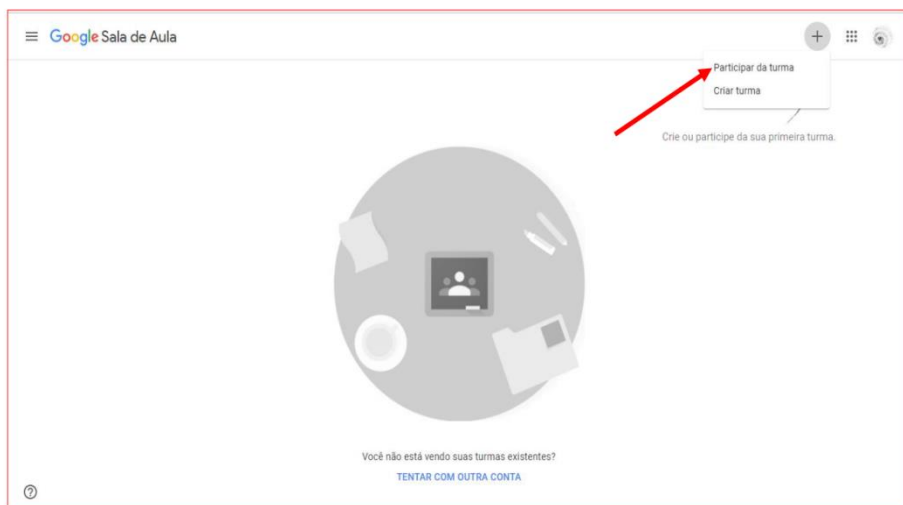 Google Sala de Aula
Participar da turma
Criar turma
Crie ou participe da sua primeira turma.
Você não está vendo suas turmas existentes?
TENTAR COM OUTRA CONTA